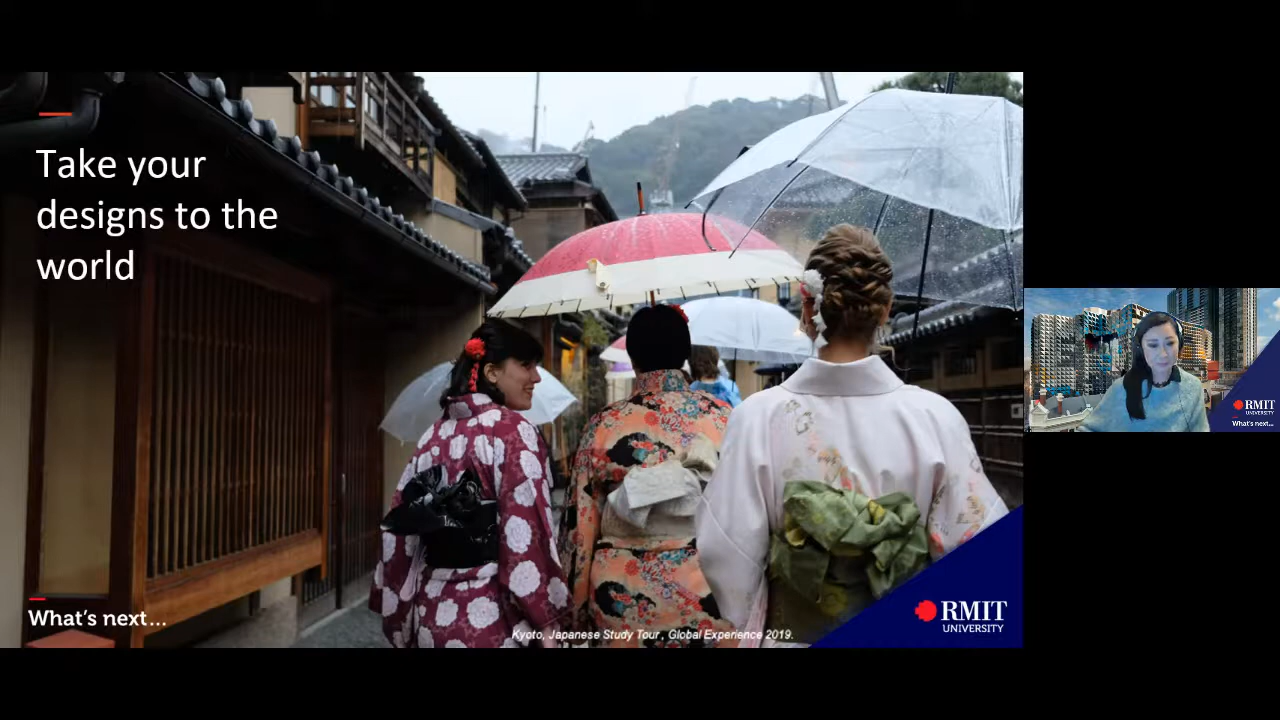 Take your
designs to the
world
What's next...
Kyoto, Japanese Study Tour, Global Experience 2019.
RMIT
UNIVERSITY
RMIT
UNIVERSITY
What's next...